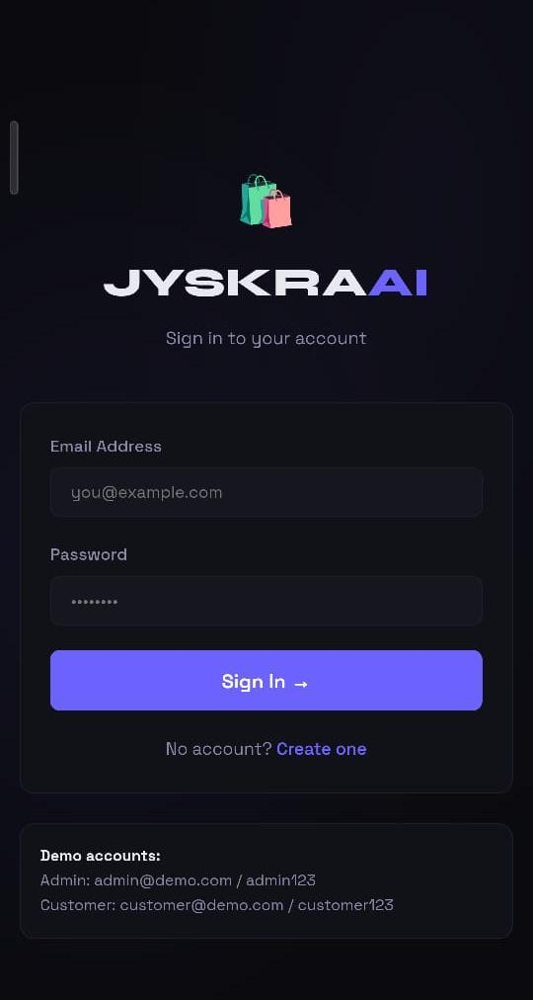 JYSKRAAI
Sign in to your account
Email Address
you@example.com
Password
••••••••
Sign In →
No account? Create one
Demo accounts:
Admin: admin@demo.com / admin123
Customer: customer@demo.com / customer123